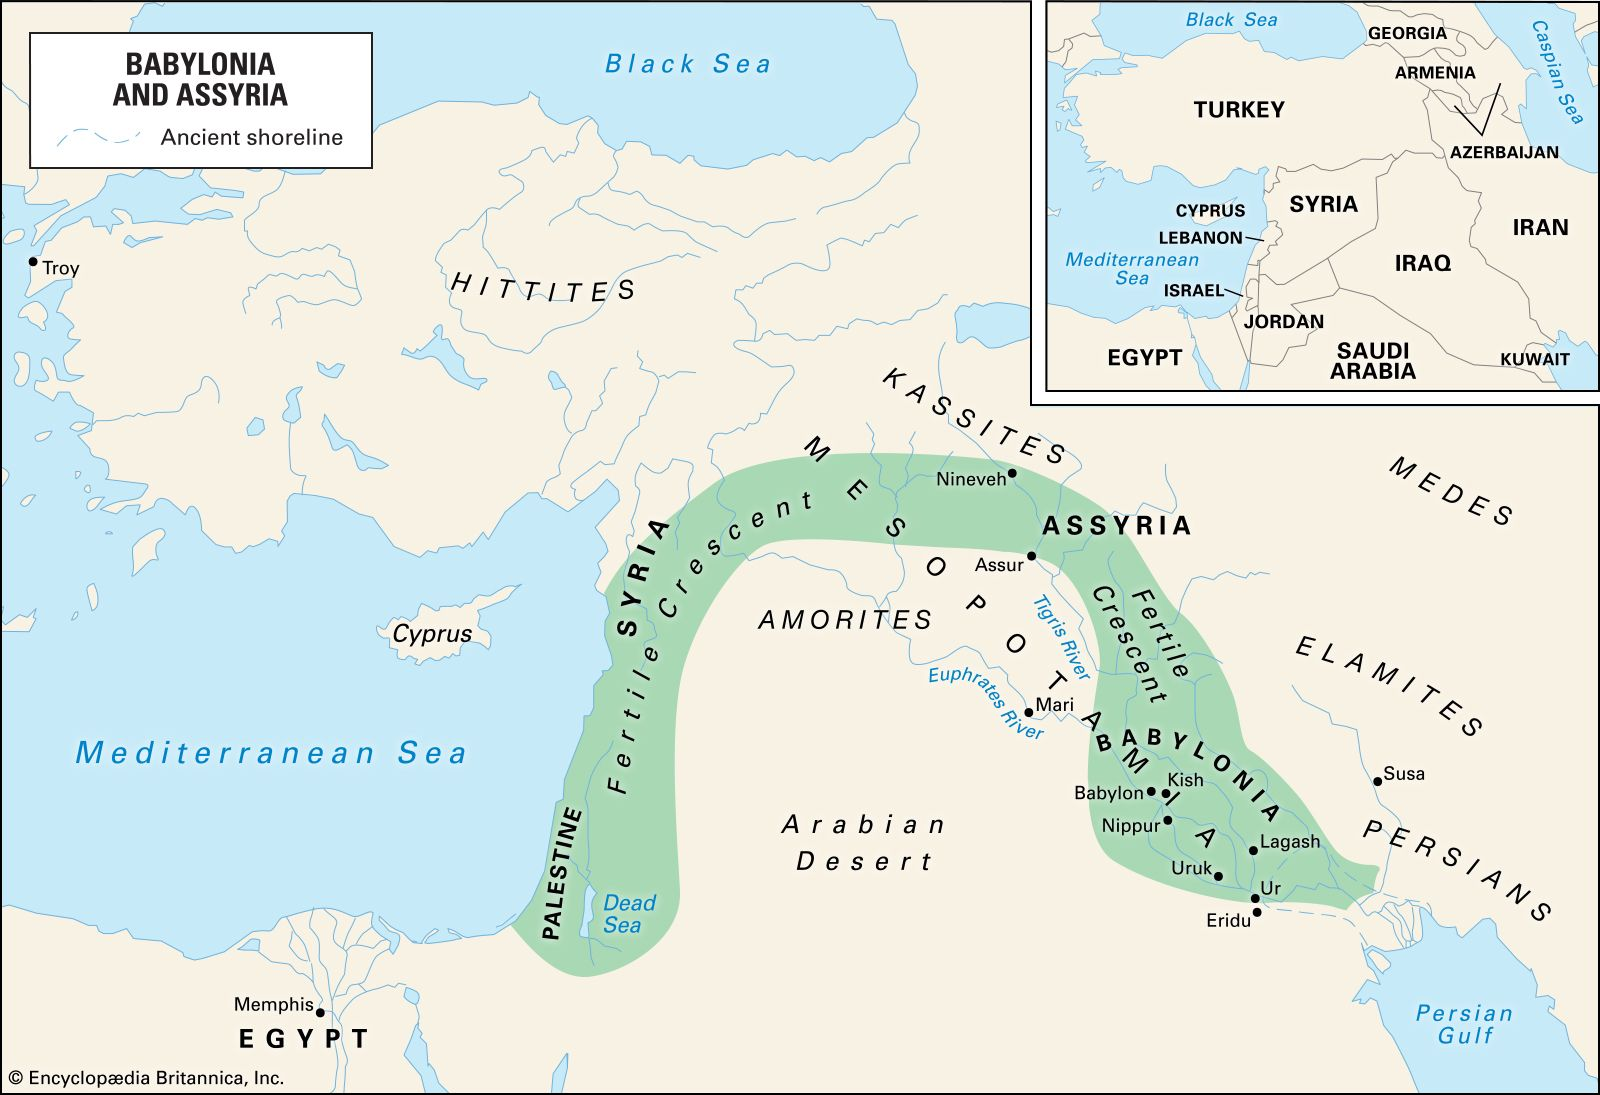 BABYLONIA
AND ASSYRIA
Ancient shoreline
Black Sea
Troy
HITTITES
KASSITES
MEDES
Nineveh
MESOPOTAMIA
ASSYRIA
Assur
SYRIA
Fertile Crescent
Fertile
Crescent
AMORITES
Tigris River
Euphrates River
Cyprus
ELAMITES
Mari
BABYLONIA
Mediterranean Sea
Kish
Babylon
Susa
Nippur
Arabian
Desert
PERSIANS
Lagash
Uruk
Ur
Eridu
PALESTINE
Dead
Sea
Memphis
EGYPT
Persian
Gulf
© Encyclopædia Britannica, Inc.
Black Sea
GEORGIA
Caspian Sea
ARMENIA
TURKEY
AZERBAIJAN
CYPRUS
SYRIA
LEBANON
IRAN
Mediterranean
Sea
IRAQ
ISRAEL
JORDAN
EGYPT
SAUDI
ARABIA
KUWAIT